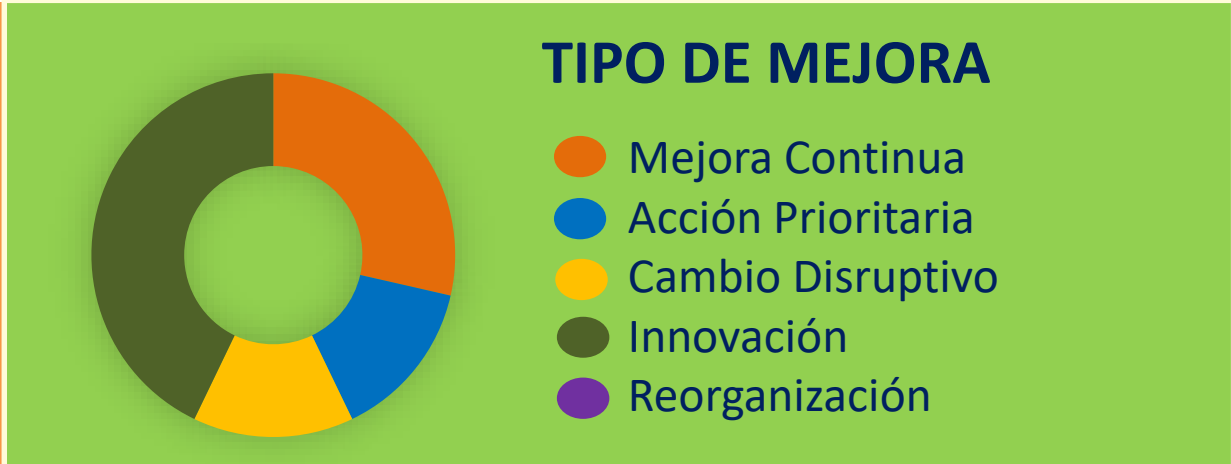 TIPO DE MEJORA
Mejora Continua
Acción Prioritaria
Cambio Disruptivo
Innovación
Reorganización